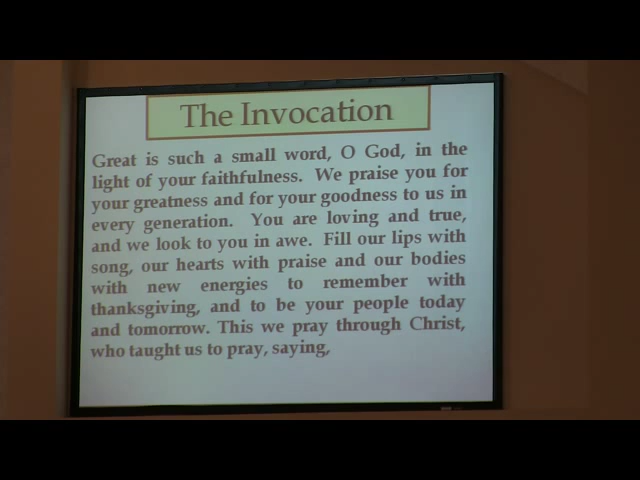 The Invocation
Great is such a small word, O God, in the
light of your faithfulness. We praise you for
your greatness and for your goodness to us in
every generation. You are loving and true,
and we look to you in awe. Fill our lips with
song, our hearts with praise and our bodies
with new energies to remember with
thanksgiving, and to be your people today
and tomorrow. This we pray through Christ,
who taught us to pray, saying,